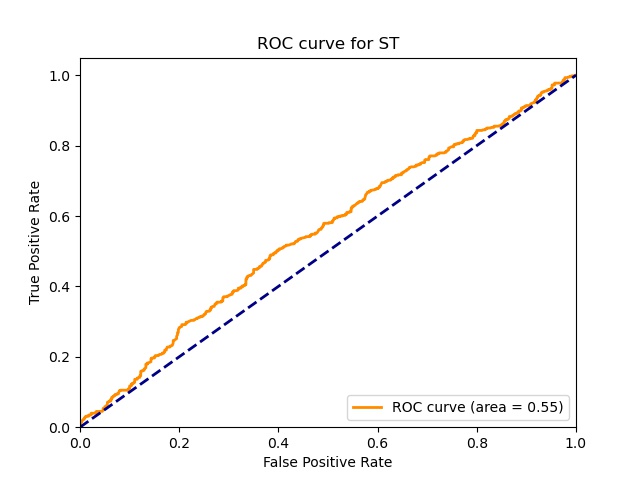 ROC curve for ST
True Positive Rate
1.0
0.8
0.6
0.4
0.2
0.0
0.0 0.2 0.4 0.6 0.8 1.0
False Positive Rate
ROC curve (area = 0.55)